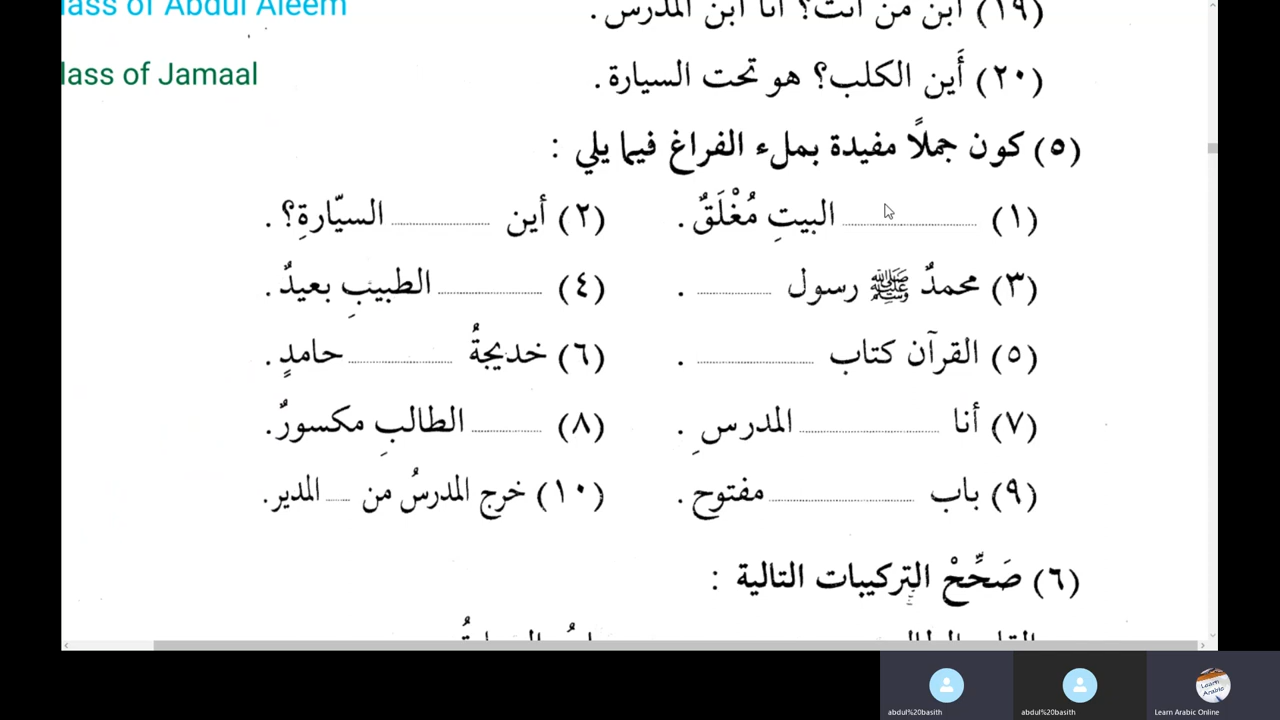 lass of Abdul Aleem
(١٩) ابن من أنت؟ أنا ابن المدرس.
lass of Jamaal
(٢٠) أَين الكلب؟ هو تحت السيارة.
(٥) كون جملًا مفيدة بملء الفراغ فيما يلي :
(١) ............ البيتِ مُغْلَقٌ. (٢) أين ............ السيّارةِ؟ .
(٣) محمدٌ ﷺ رسول ............ . (٤) ............ الطبيبِ بعيدٌ.
(٥) القرآن كتاب ............ . (٦) خديجةُ ............ حامدٍ.
(٧) أنا ............ المدرسِ . (٨) ............ الطالبِ مكسورٌ.
(٩) باب ............ مفتوح . (١٠) خرج المدرسُ من .... المدير.
(٦) صَحِّحْ التركيبات التالية :
abdul%20basith
abdul%20basith
Learn Arabic Online